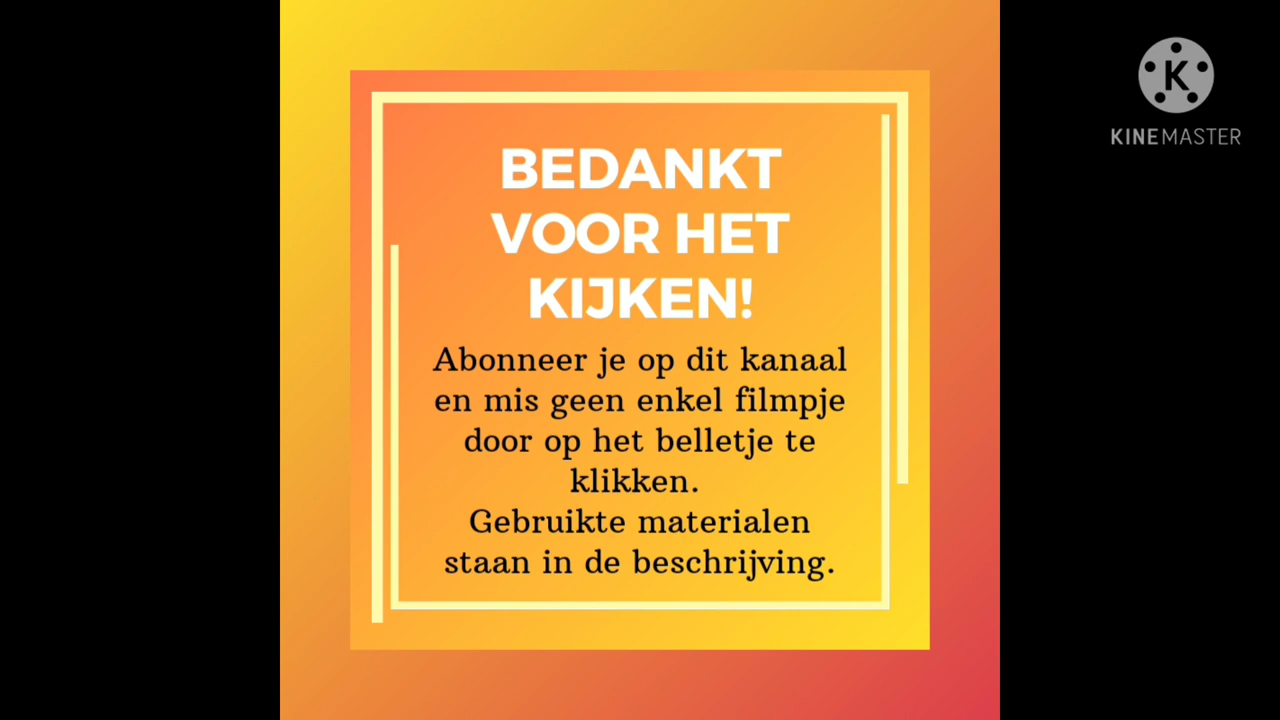 BEDANKT
VOOR HET
KIJKEN!
Abonneer je op dit kanaal
en mis geen enkel filmpje
door op het belletje te
klikken.
Gebruikte materialen
staan in de beschrijving.
K
KINEMASTER